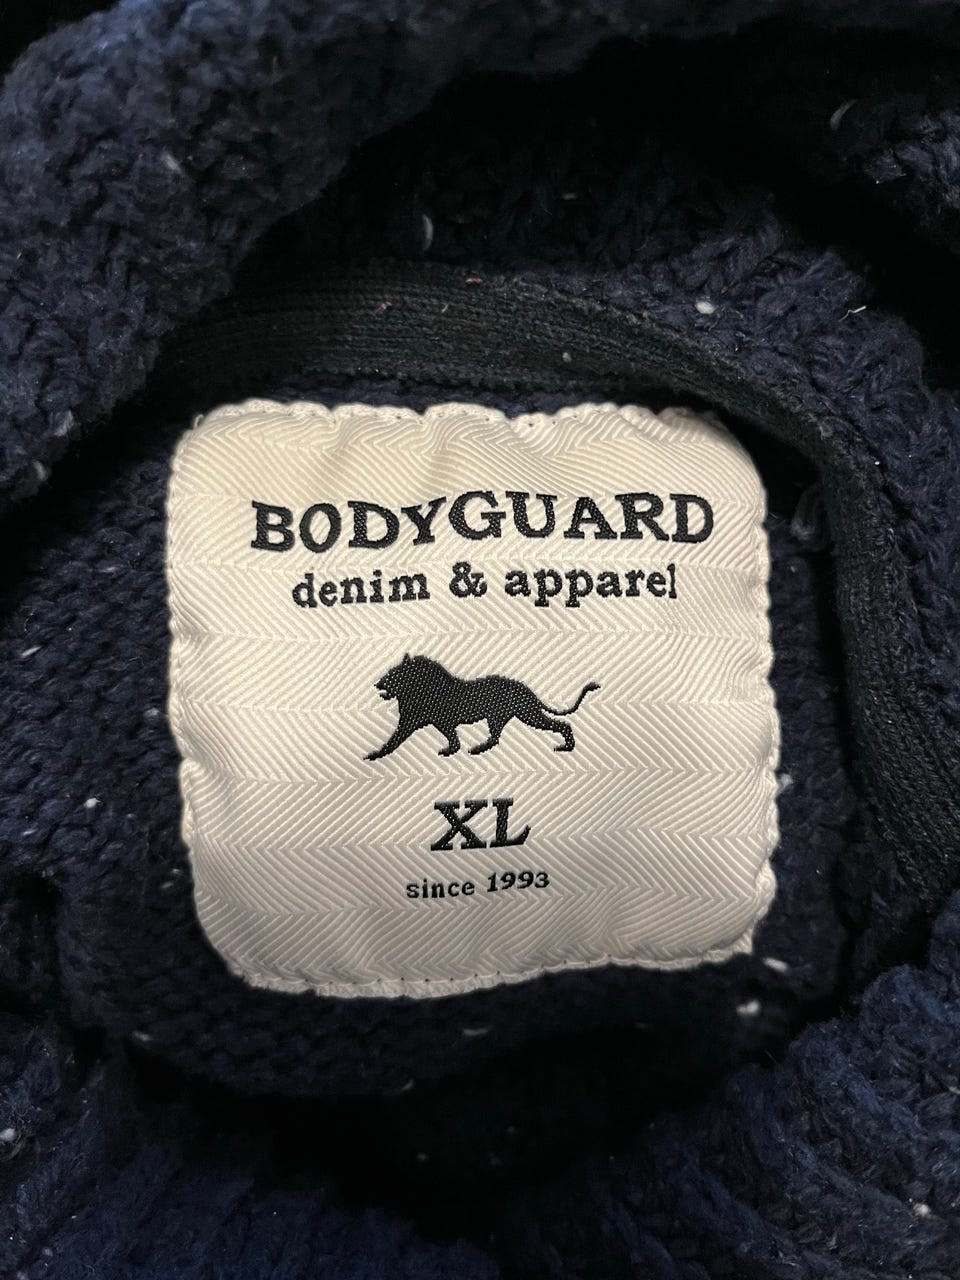 BODYGUARD
denim & apparel
XL
since 1993